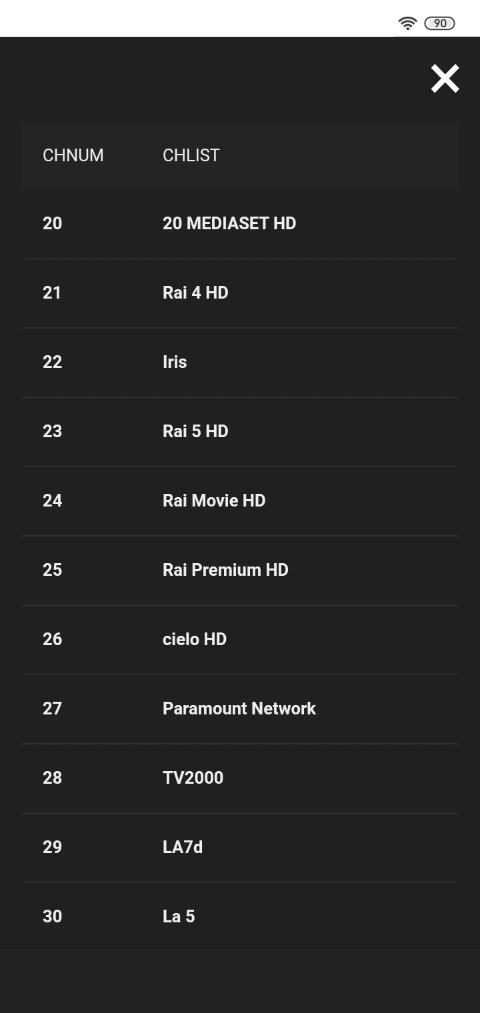 90
CHNUM CHLIST
20 20 MEDIASET HD
21 Rai 4 HD
22 Iris
23 Rai 5 HD
24 Rai Movie HD
25 Rai Premium HD
26 cielo HD
27 Paramount Network
28 TV2000
29 LA7d
30 La 5